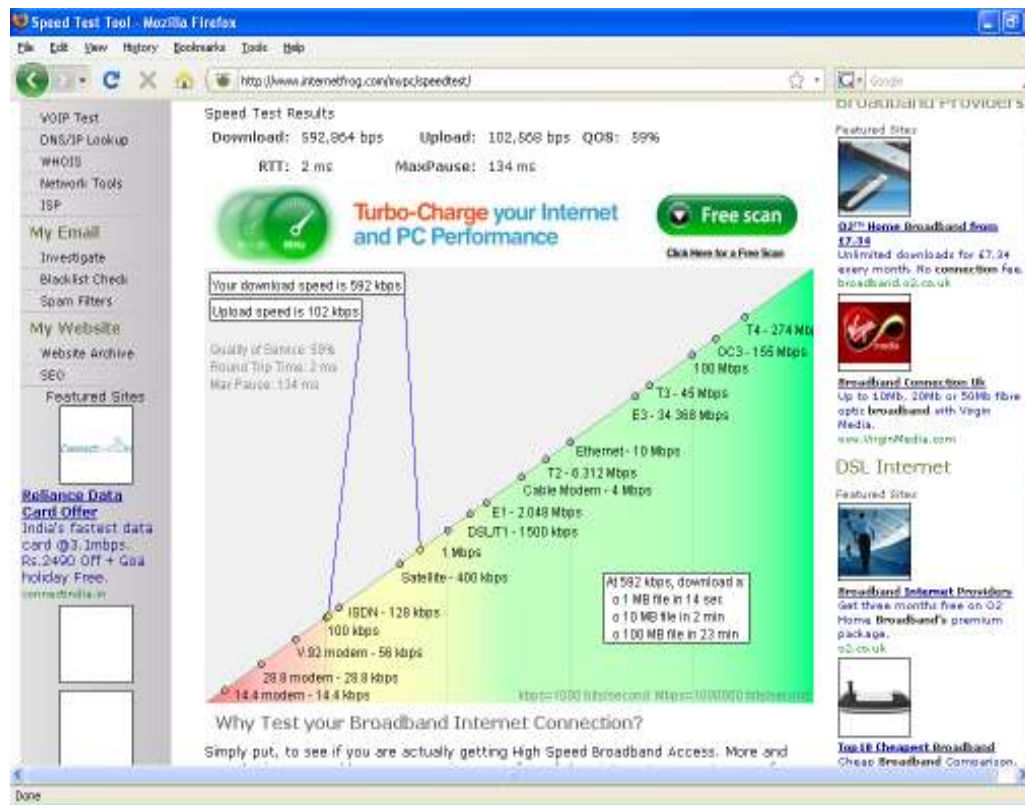 Speed Test Tool - Mozilla Firefox
File Edit View History Bookmarks Tools Help
http://www.internetfrog.com/mypc/speedtest/
Google
VOIP Test
DNS/IP Lookup
WHOIS
Network Tools
ISP
My Email
Investigate
Blacklist Check
Spam Filters
My Website
Website Archive
SEO
Featured Sites
Reliance Data
Card Offer
India's fastest data
card @3.1mbps.
Rs.2490 Off + Goa
holiday Free.
connectindia.in
Speed Test Results
Download: 592,864 bps Upload: 102,568 bps QOS: 59%
RTT: 2 ms MaxPause: 134 ms
Turbo-Charge your Internet
and PC Performance
Free scan
Click Here for a Free Scan
Your download speed is 592 kbps
Upload speed is 102 kbps
Quality of Service: 59%
Round Trip Time: 2 ms
Max Pause: 134 ms
T4 - 274 Mb
OC3 - 155 Mbps
100 Mbps
T3 - 45 Mbps
E3 - 34.368 Mbps
Ethernet - 10 Mbps
T2 - 6.312 Mbps
Cable Modem - 4 Mbps
E1 - 2.048 Mbps
DSL/T1 - 1500 kbps
1 Mbps
Satellite - 400 kbps
ISDN - 128 kbps
100 kbps
V.92 modem - 56 kbps
28.8 modem - 28.8 kbps
14.4 modem - 14.4 kbps
At 592 kbps, download a
o 1 MB file in 14 sec
o 10 MB file in 2 min
o 100 MB file in 23 min
kbps=1000 bits/second Mbps=1000000 bits/second
Why Test your Broadband Internet Connection?
Simply put, to see if you are actually getting High Speed Broadband Access. More and
Broadband Providers
Featured Sites
O2™ Home Broadband from
£7.34
Unlimited downloads for £7.34
every month. No connection fee.
broadband.o2.co.uk
Virgin
media
Broadband Connection Uk
Up to 10Mb, 20Mb or 50Mb fibre
optic broadband with Virgin
Media.
www.VirginMedia.com
DSL Internet
Featured Sites
Broadband Internet Providers
Get three months free on O2
Home Broadband's premium
package.
o2.co.uk
Top 10 Cheapest Broadband
Cheap Broadband Comparison.
Done